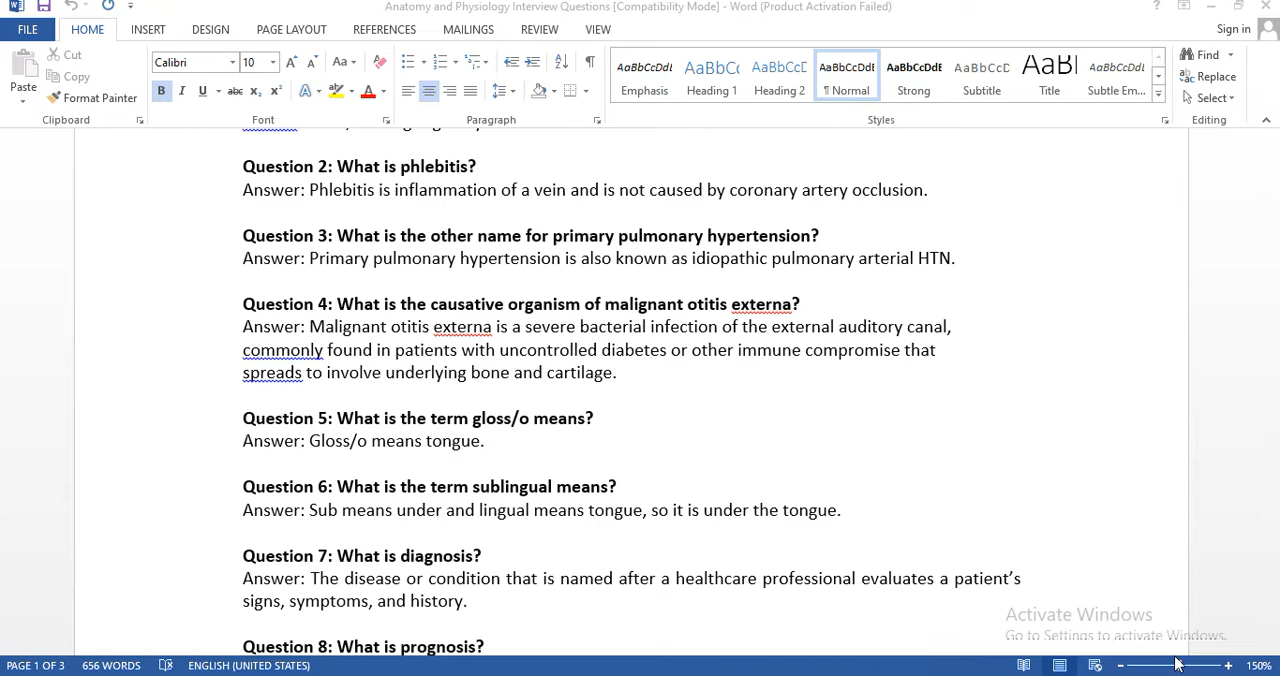 Anatomy and Physiology Interview Questions [Compatibility Mode] - Word (Product Activation Failed)
FILE HOME INSERT DESIGN PAGE LAYOUT REFERENCES MAILINGS REVIEW VIEW Sign in
Paste
Cut
Copy
Format Painter
Clipboard
Calibri 10
Font
Paragraph
AaBbCcDdI AaBbCc AaBbCcD AaBbCcDdE AaBbCcDdE AaBbCcD AaBI AaBbCcDdI
Emphasis Heading 1 Heading 2 ¶ Normal Strong Subtitle Title Subtle Em...
Styles
Find
Replace
Select
Editing
Question 2: What is phlebitis?
Answer: Phlebitis is inflammation of a vein and is not caused by coronary artery occlusion.
Question 3: What is the other name for primary pulmonary hypertension?
Answer: Primary pulmonary hypertension is also known as idiopathic pulmonary arterial HTN.
Question 4: What is the causative organism of malignant otitis externa?
Answer: Malignant otitis externa is a severe bacterial infection of the external auditory canal,
commonly found in patients with uncontrolled diabetes or other immune compromise that
spreads to involve underlying bone and cartilage.
Question 5: What is the term gloss/o means?
Answer: Gloss/o means tongue.
Question 6: What is the term sublingual means?
Answer: Sub means under and lingual means tongue, so it is under the tongue.
Question 7: What is diagnosis?
Answer: The disease or condition that is named after a healthcare professional evaluates a patient’s
signs, symptoms, and history.
Question 8: What is prognosis?
Activate Windows
Go to Settings to activate Windows.
PAGE 1 OF 3 656 WORDS ENGLISH (UNITED STATES) 150%